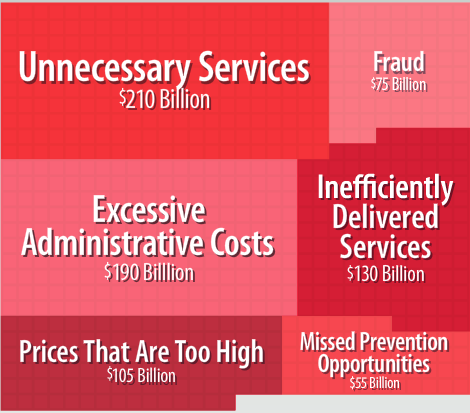 Unnecessary Services
$210 Billion
Fraud
$75 Billion
Excessive
Administrative Costs
$190 Billlion
Inefficiently
Delivered
Services
$130 Billion
Prices That Are Too High
$105 Billion
Missed Prevention
Opportunities
$55 Billion